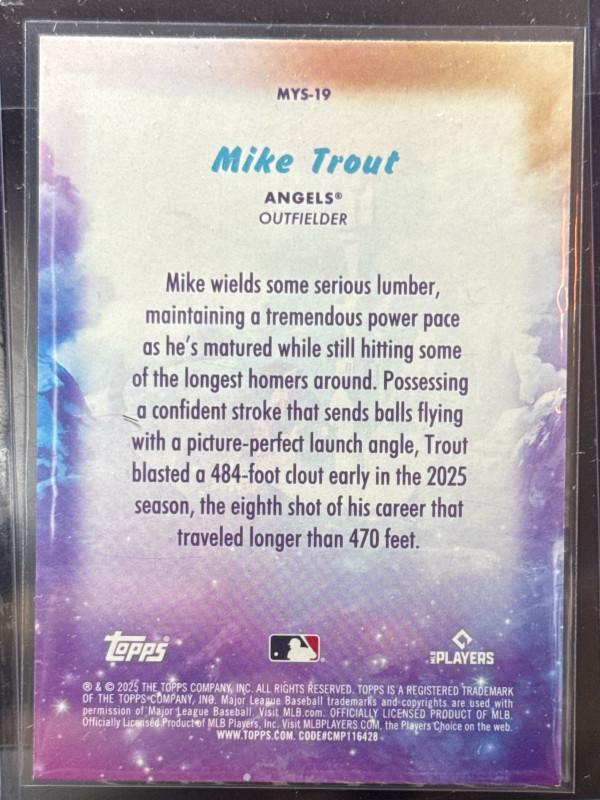 MYS-19
Mike Trout
ANGELS®
OUTFIELDER
Mike wields some serious lumber,
maintaining a tremendous power pace
as he's matured while still hitting some
of the longest homers around. Possessing
a confident stroke that sends balls flying
with a picture-perfect launch angle, Trout
blasted a 484-foot clout early in the 2025
season, the eighth shot of his career that
traveled longer than 470 feet.
TOPPS®
MLB PLAYERS
® & © 2025 THE TOPPS COMPANY, INC. ALL RIGHTS RESERVED. TOPPS IS A REGISTERED TRADEMARK
OF THE TOPPS COMPANY, INC. Major League Baseball trademarks and copyrights are used with
permission of Major League Baseball. Visit MLB.com. OFFICIALLY LICENSED PRODUCT OF MLB.
Officially Licensed Product of MLB Players, Inc. Visit MLBPLAYERS.COM, the Players Choice on the web.
WWW.TOPPS.COM. CODE#CMP116428